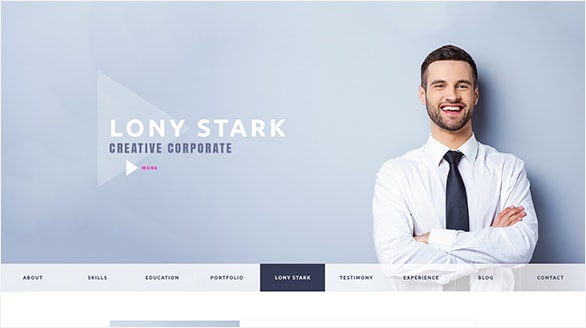 LONY STARK
CREATIVE CORPORATE
MORE
ABOUT SKILLS EDUCATION PORTFOLIO LONY STARK TESTIMONY EXPERIENCE BLOG CONTACT